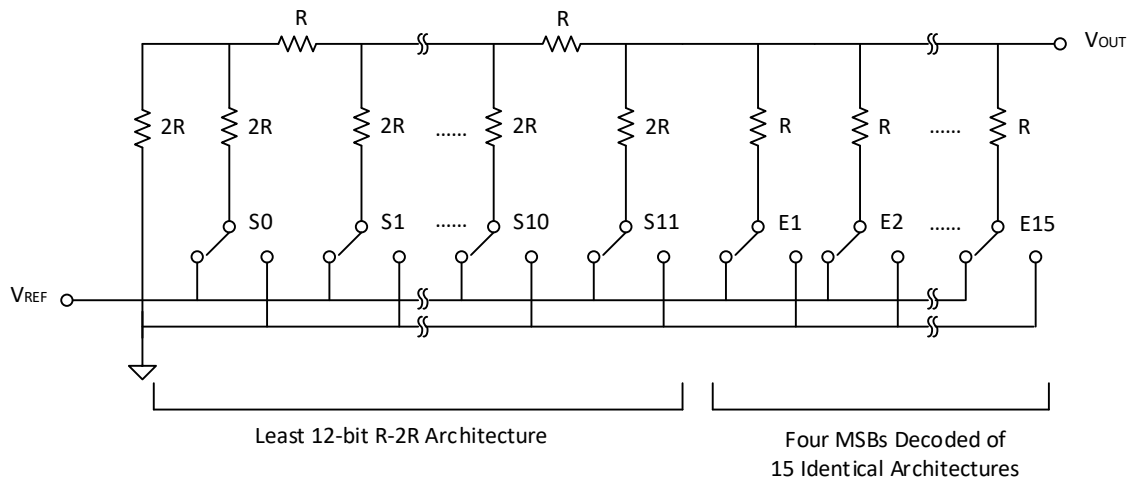 R R
VOUT
2R 2R 2R ...... 2R 2R R R ...... R
S0 S1 ...... S10 S11 E1 E2 ...... E15
VREF
Least 12-bit R-2R Architecture
Four MSBs Decoded of
15 Identical Architectures